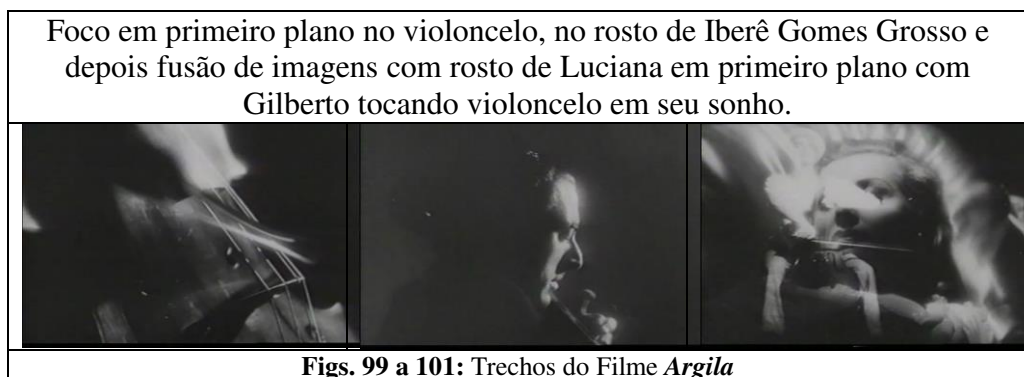 Foco em primeiro plano no violoncelo, no rosto de Iberê Gomes Grosso e
depois fusão de imagens com rosto de Luciana em primeiro plano com
Gilberto tocando violoncelo em seu sonho.
Figs. 99 a 101: Trechos do Filme Argila